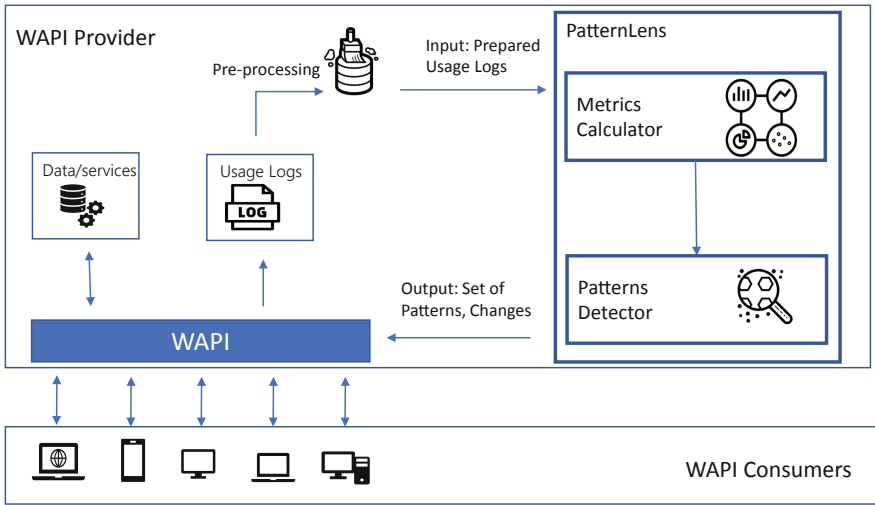 WAPI Provider
Pre-processing
Input: Prepared
Usage Logs
PatternLens
Metrics
Calculator
Data/services
Usage Logs
LOG
Output: Set of
Patterns, Changes
Patterns
Detector
WAPI
WAPI Consumers